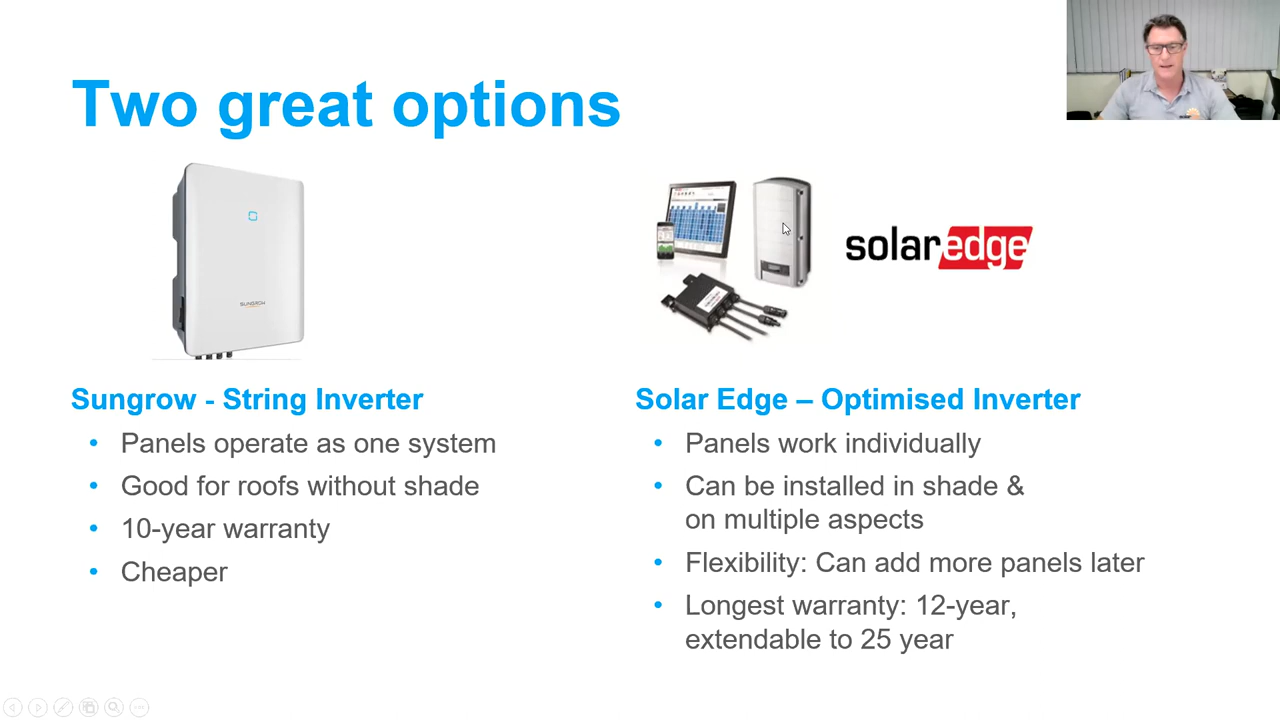 Two great options
SUNGROW
solaredge
Sungrow - String Inverter
• Panels operate as one system
• Good for roofs without shade
• 10-year warranty
• Cheaper
Solar Edge – Optimised Inverter
• Panels work individually
• Can be installed in shade &
on multiple aspects
• Flexibility: Can add more panels later
• Longest warranty: 12-year,
extendable to 25 year